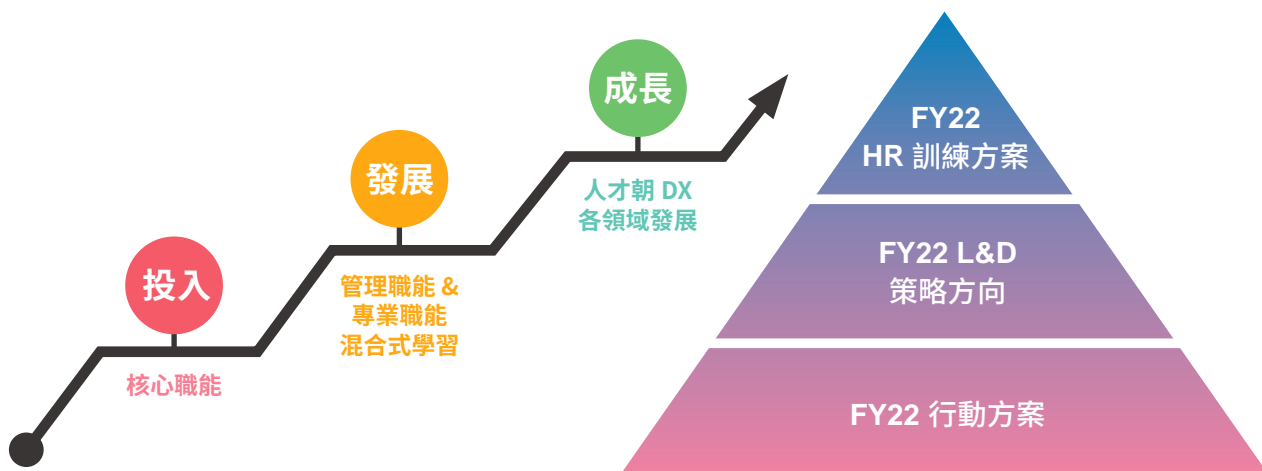 投入
核心職能
發展
管理職能 &
專業職能
混合式學習
成長
人才朝 DX
各領域發展
FY22
HR 訓練方案
FY22 L&D
策略方向
FY22 行動方案